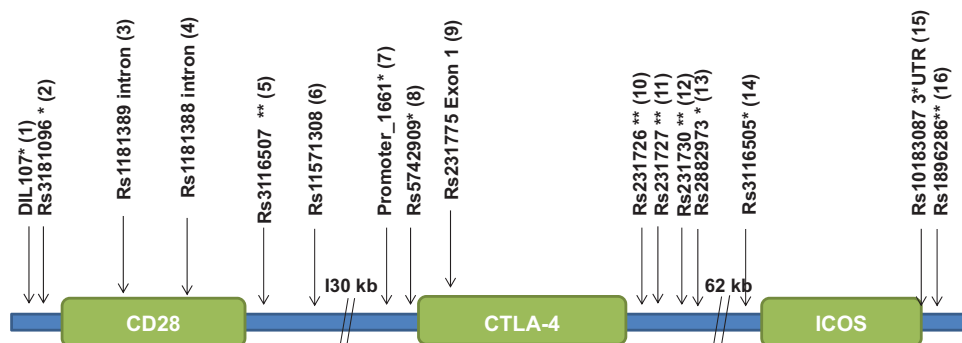 DIL107* (1)
Rs3181096 * (2)
Rs1181389 intron (3)
Rs1181388 intron (4)
Rs3116507 ** (5)
Rs11571308 (6)
Promoter_1661* (7)
Rs5742909* (8)
Rs231775 Exon 1 (9)
Rs231726 ** (10)
Rs231727 ** (11)
Rs231730 ** (12)
Rs2882973 * (13)
Rs3116505* (14)
Rs10183087 3*UTR (15)
Rs1896286** (16)
I30 kb
62 kb
CD28
CTLA-4
ICOS